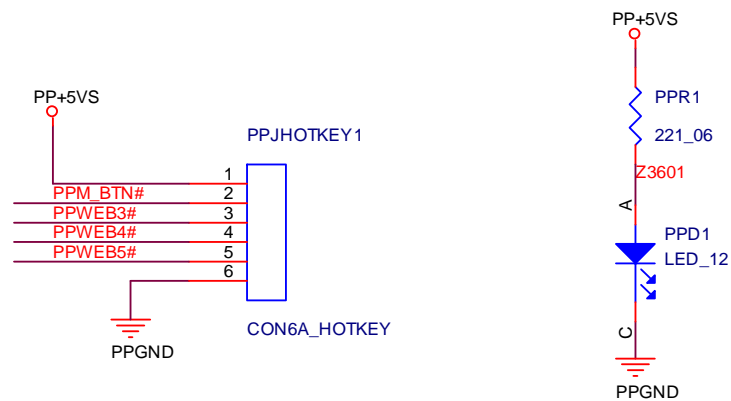 PP+5VS
PPJHOTKEY1
1
PPM_BTN# 2
PPWEB3# 3
PPWEB4# 4
PPWEB5# 5
6
PPGND
CON6A_HOTKEY
PP+5VS
PPR1
221_06
Z3601
A
PPD1
LED_12
C
PPGND